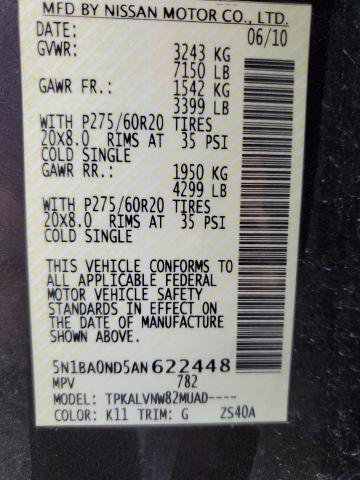 MFD BY NISSAN MOTOR CO., LTD.
DATE: 06/10
GVWR: 3243 KG
7150 LB
GAWR FR.: 1542 KG
3399 LB
WITH P275/60R20 TIRES
20X8.0 RIMS AT 35 PSI
COLD SINGLE
GAWR RR.: 1950 KG
4299 LB
WITH P275/60R20 TIRES
20X8.0 RIMS AT 35 PSI
COLD SINGLE
THIS VEHICLE CONFORMS TO
ALL APPLICABLE FEDERAL
MOTOR VEHICLE SAFETY
STANDARDS IN EFFECT ON
THE DATE OF MANUFACTURE
SHOWN ABOVE.
5N1BA0ND5AN622448
MPV 782
MODEL: TPKALVNW82MUAD----
COLOR: K11 TRIM: G ZS40A